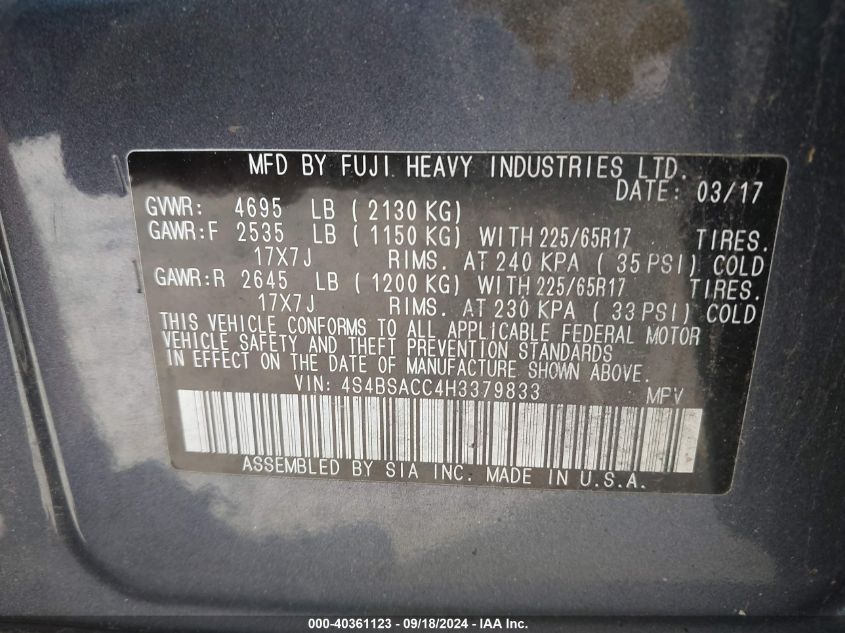 MFD BY FUJI HEAVY INDUSTRIES LTD.
DATE: 03/17
GVWR: 4695 LB ( 2130 KG)
GAWR:F 2535 LB ( 1150 KG) WITH 225/65R17 TIRES.
17X7J RIMS. AT 240 KPA ( 35 PSI) COLD
GAWR:R 2645 LB ( 1200 KG) WITH 225/65R17 TIRES.
17X7J RIMS. AT 230 KPA ( 33 PSI) COLD
THIS VEHICLE CONFORMS TO ALL APPLICABLE FEDERAL MOTOR
VEHICLE SAFETY AND THEFT PREVENTION STANDARDS
IN EFFECT ON THE DATE OF MANUFACTURE SHOWN ABOVE.
VIN: 4S4BSACC4H3379833 MPV
ASSEMBLED BY SIA INC. MADE IN U.S.A.
000-40361123 - 09/18/2024 - IAA Inc.